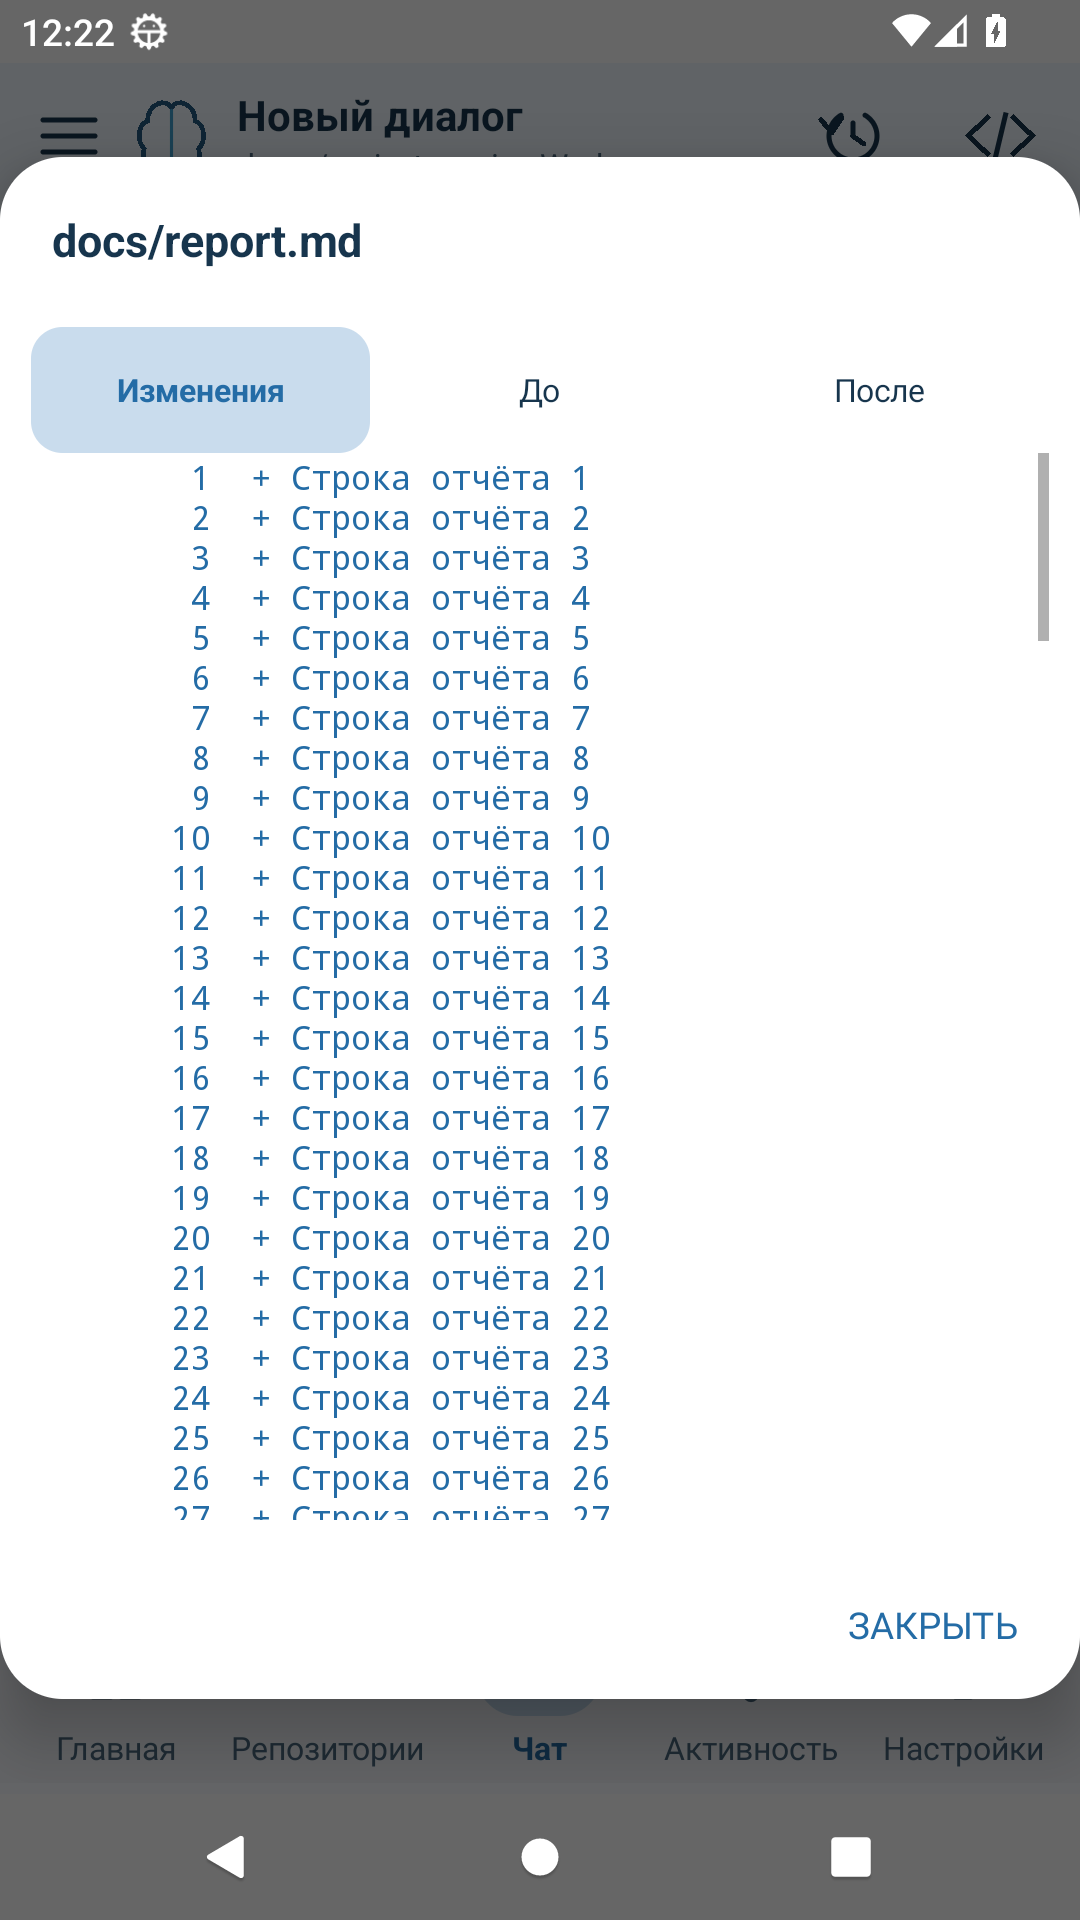 12:22
Новый диалог
docs/report.md
Изменения До После
1 + Строка отчёта 1
2 + Строка отчёта 2
3 + Строка отчёта 3
4 + Строка отчёта 4
5 + Строка отчёта 5
6 + Строка отчёта 6
7 + Строка отчёта 7
8 + Строка отчёта 8
9 + Строка отчёта 9
10 + Строка отчёта 10
11 + Строка отчёта 11
12 + Строка отчёта 12
13 + Строка отчёта 13
14 + Строка отчёта 14
15 + Строка отчёта 15
16 + Строка отчёта 16
17 + Строка отчёта 17
18 + Строка отчёта 18
19 + Строка отчёта 19
20 + Строка отчёта 20
21 + Строка отчёта 21
22 + Строка отчёта 22
23 + Строка отчёта 23
24 + Строка отчёта 24
25 + Строка отчёта 25
26 + Строка отчёта 26
27 + Строка отчёта 27
ЗАКРЫТЬ
Главная Репозитории Чат Активность Настройки